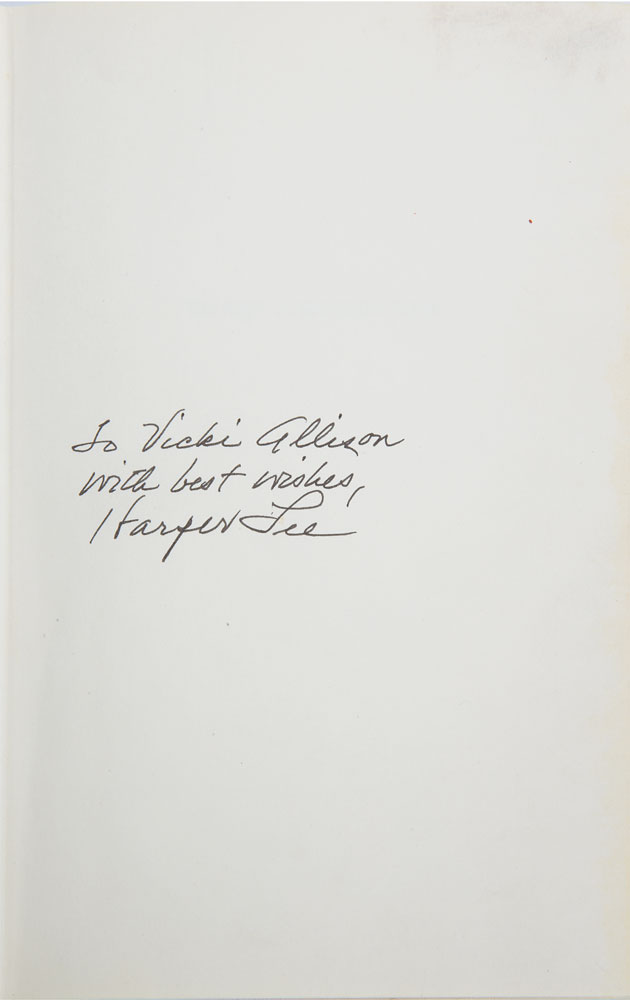 To Vicki Allison
with best wishes,
Harper Lee